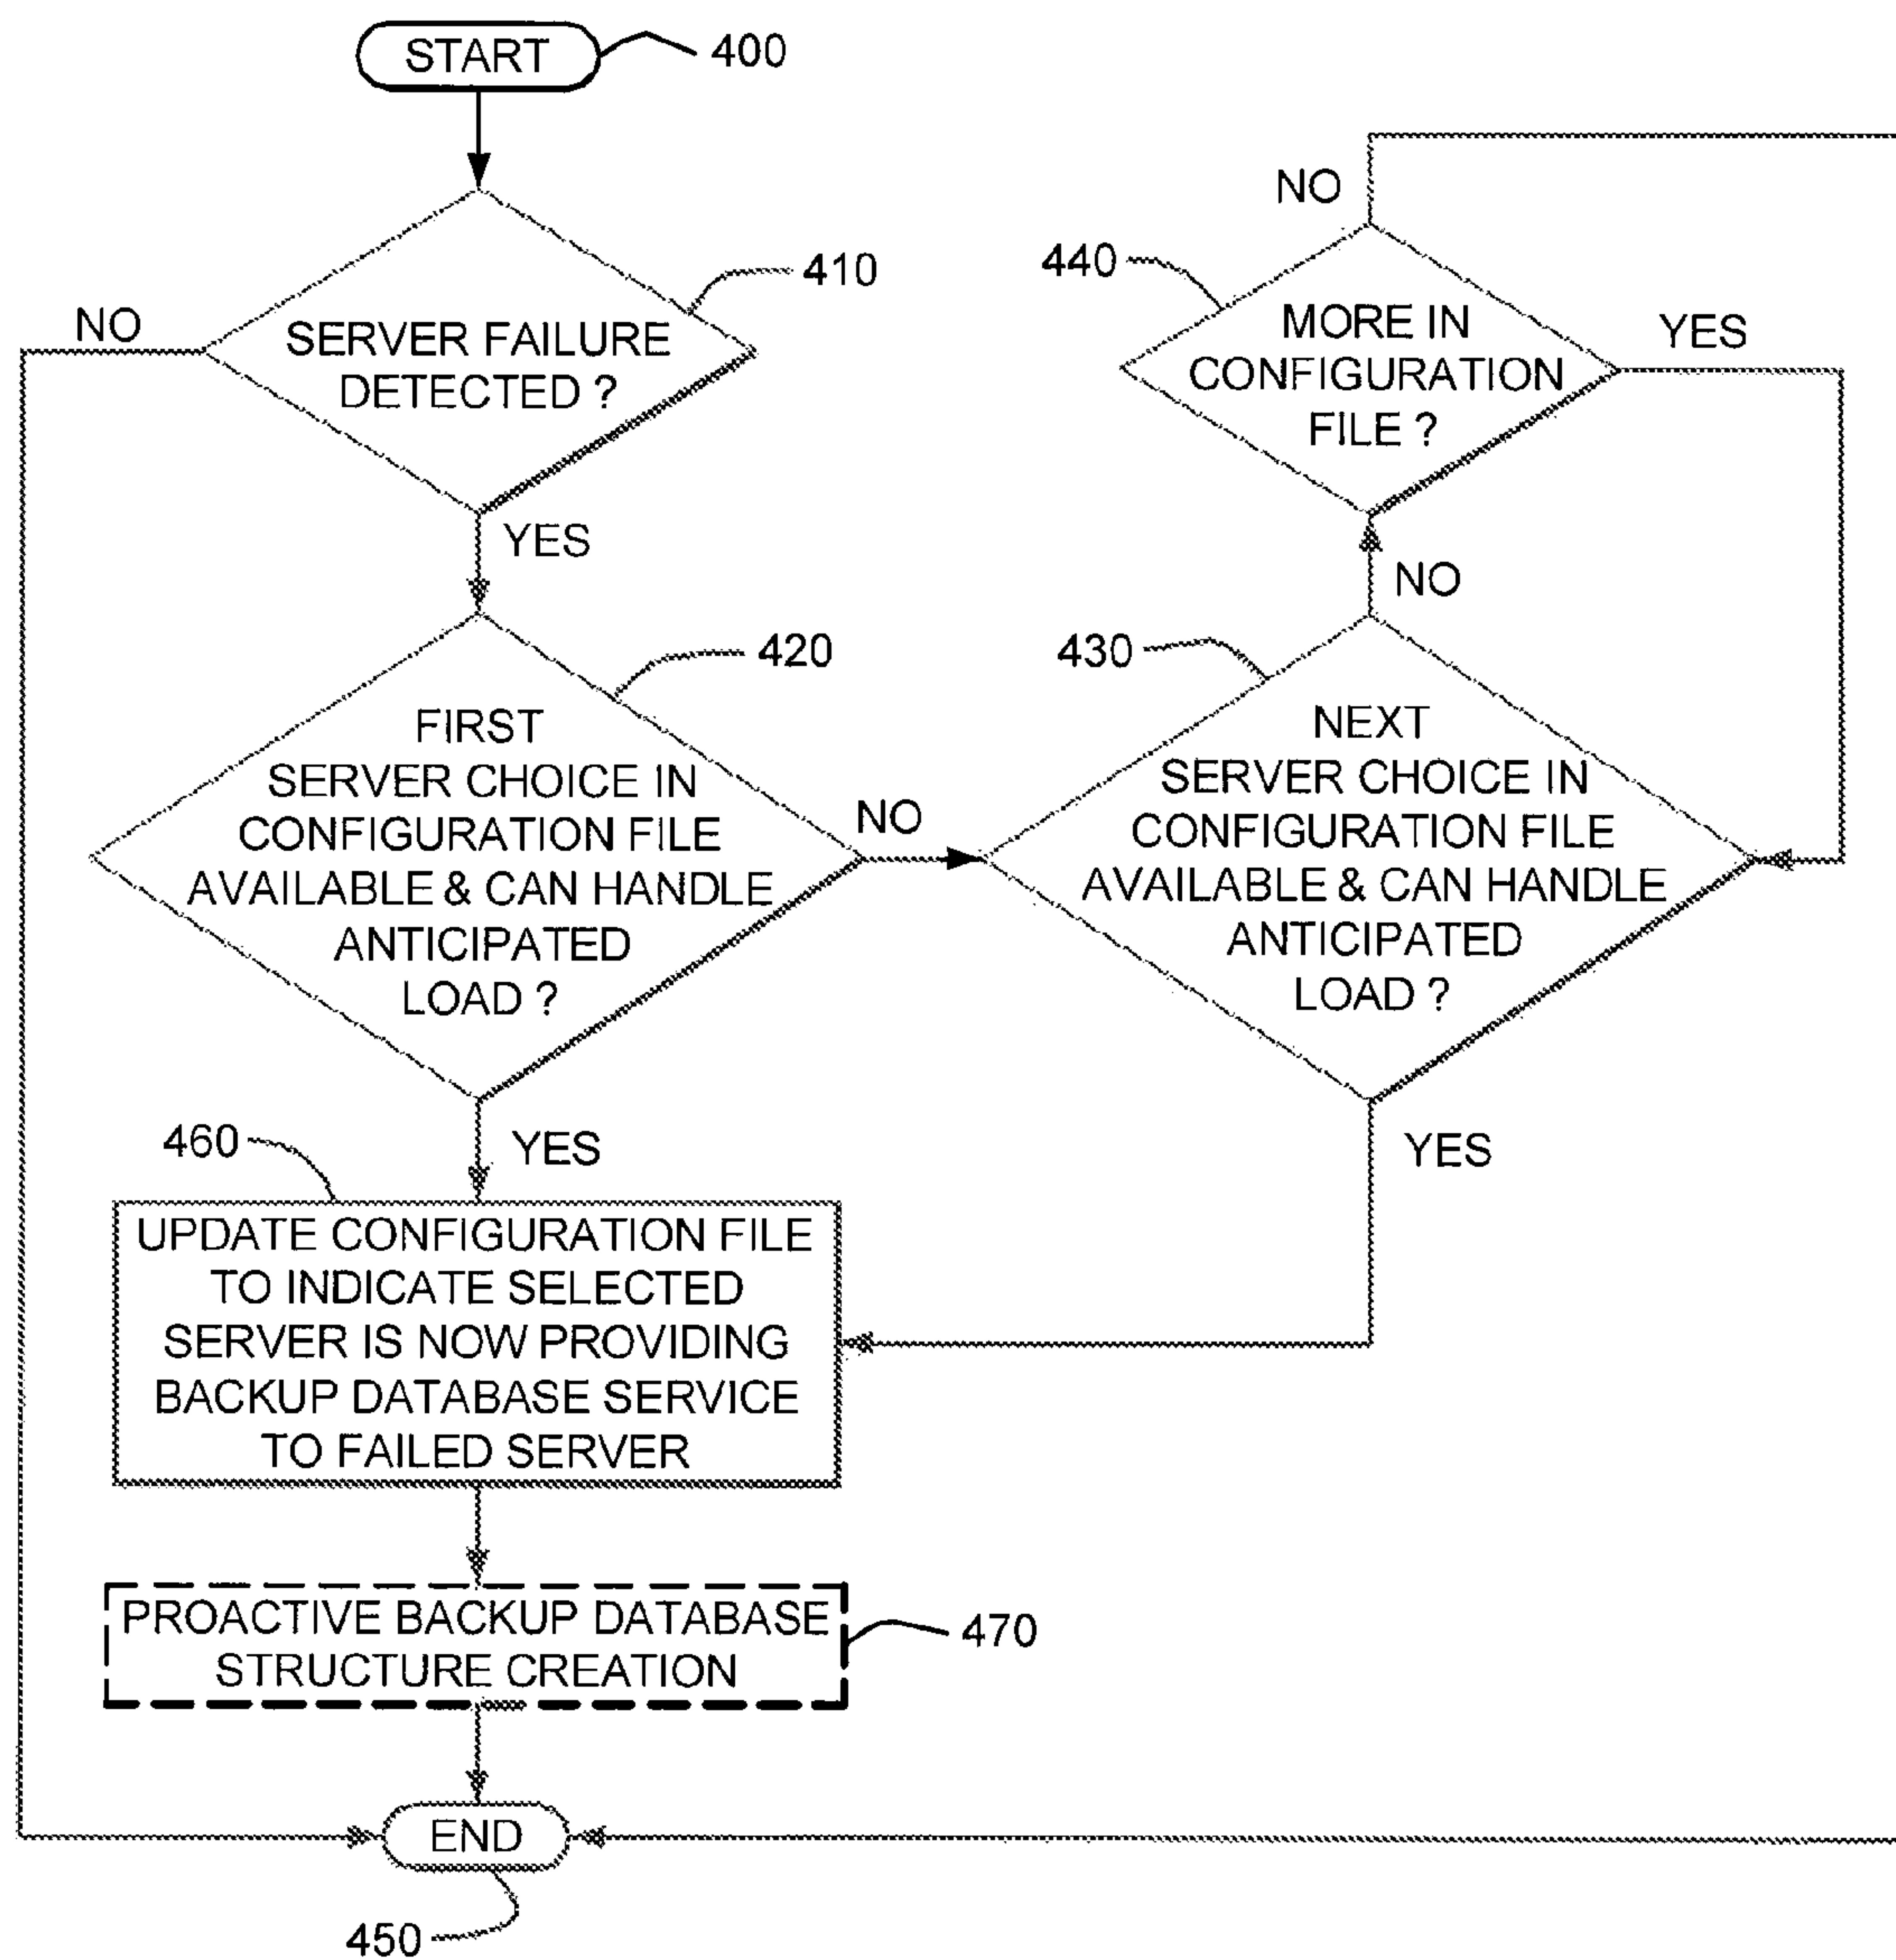 START
400
NO
440
410
NO
SERVER FAILURE
DETECTED ?
MORE IN
CONFIGURATION
FILE ?
YES
YES
NO
420
430
FIRST
SERVER CHOICE IN
CONFIGURATION FILE
AVAILABLE & CAN HANDLE
ANTICIPATED
LOAD ?
NO
NEXT
SERVER CHOICE IN
CONFIGURATION FILE
AVAILABLE & CAN HANDLE
ANTICIPATED
LOAD ?
460
YES
YES
UPDATE CONFIGURATION FILE
TO INDICATE SELECTED
SERVER IS NOW PROVIDING
BACKUP DATABASE SERVICE
TO FAILED SERVER
PROACTIVE BACKUP DATABASE
STRUCTURE CREATION
470
END
450